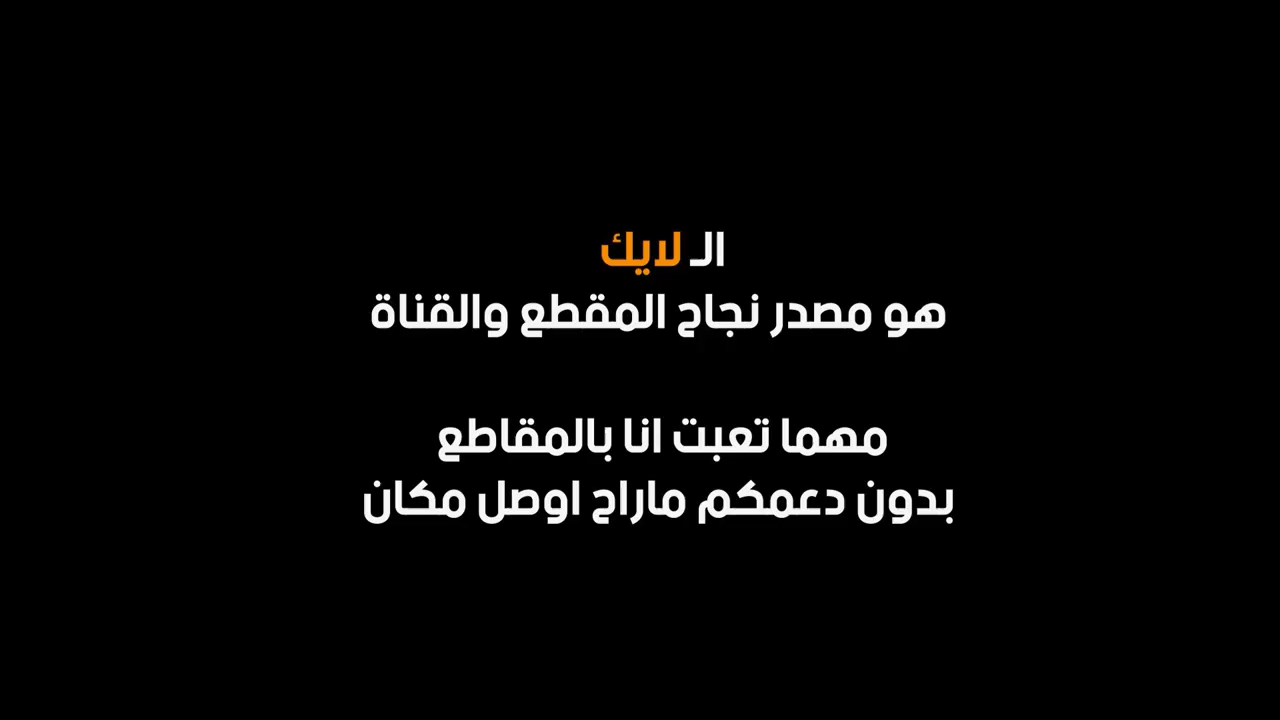 الـ لايك
هو مصدر نجاح المقطع والقناة
مهما تعبت انا بالمقاطع
بدون دعمكم ماراح اوصل مكان